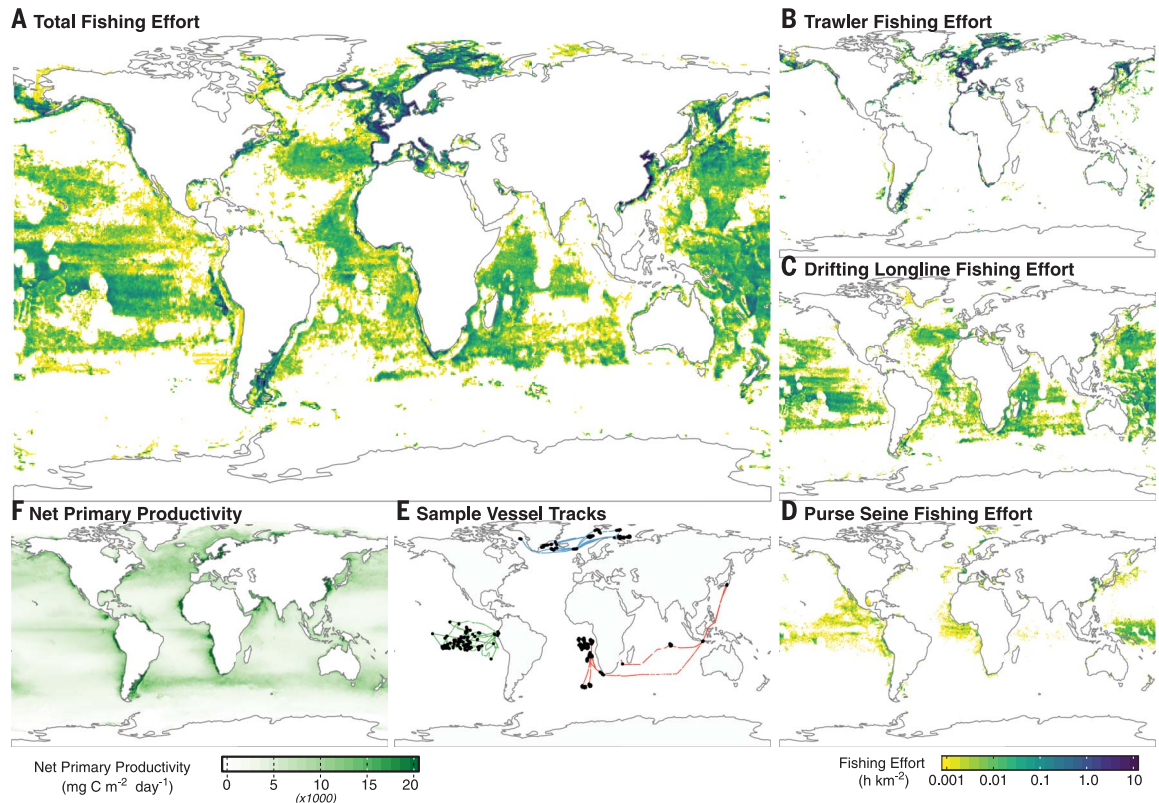 A Total Fishing Effort
B Trawler Fishing Effort
C Drifting Longline Fishing Effort
F Net Primary Productivity
E Sample Vessel Tracks
D Purse Seine Fishing Effort
Net Primary Productivity
(mg C m⁻² day⁻¹)
0 5 10 15 20
(x1000)
Fishing Effort
(h km⁻²)
0.001 0.01 0.1 1.0 10